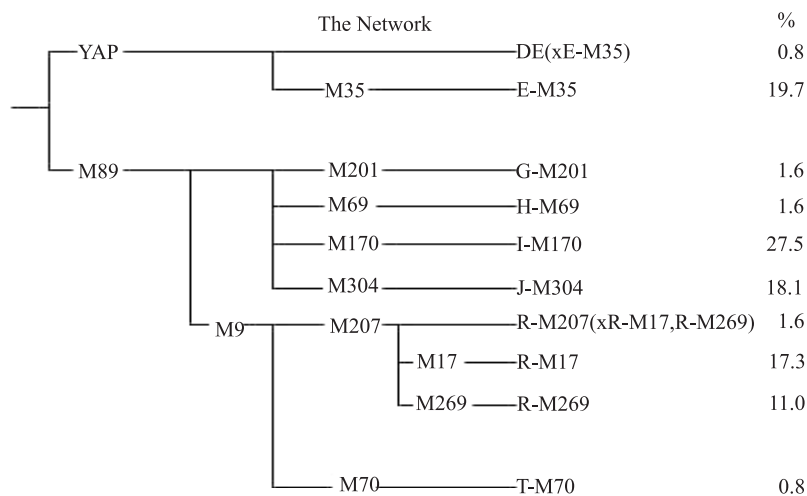 The Network %
YAP DE(xE-M35) 0.8
M35 E-M35 19.7
M89 M201 G-M201 1.6
M69 H-M69 1.6
M170 I-M170 27.5
M304 J-M304 18.1
M9 M207 R-M207(xR-M17,R-M269) 1.6
M17 R-M17 17.3
M269 R-M269 11.0
M70 T-M70 0.8